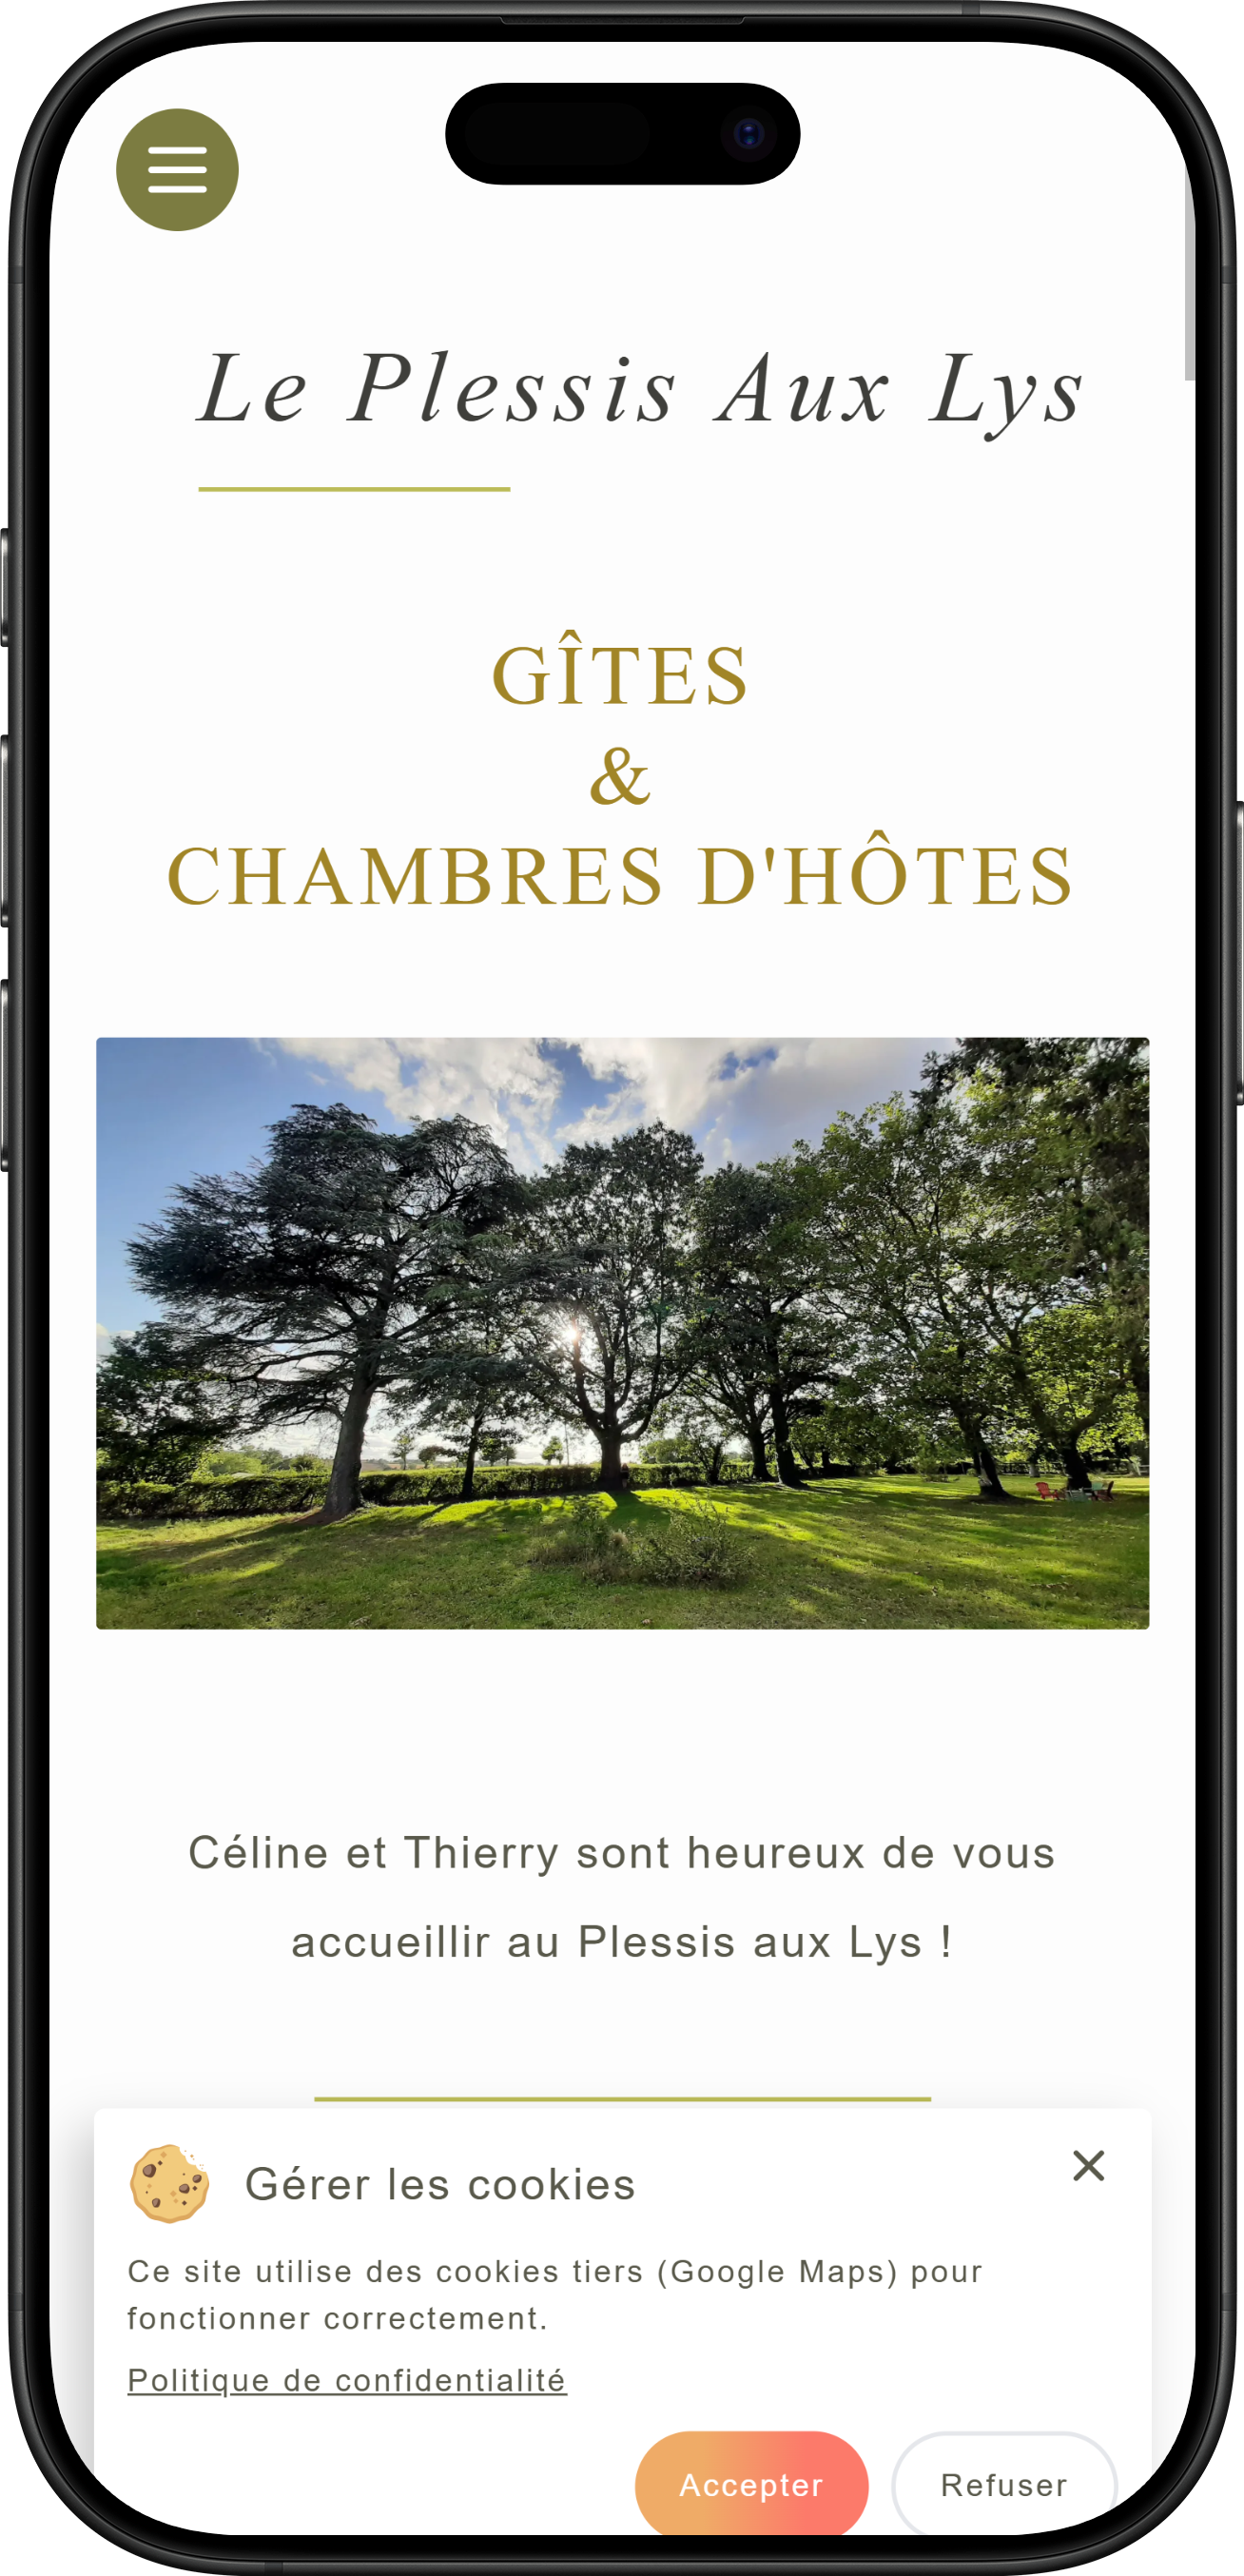 Le Plessis Aux Lys
GÎTES
&
CHAMBRES D'HÔTES
Céline et Thierry sont heureux de vous
accueillir au Plessis aux Lys !
Gérer les cookies
Ce site utilise des cookies tiers (Google Maps) pour
fonctionner correctement.
Politique de confidentialité
Accepter Refuser